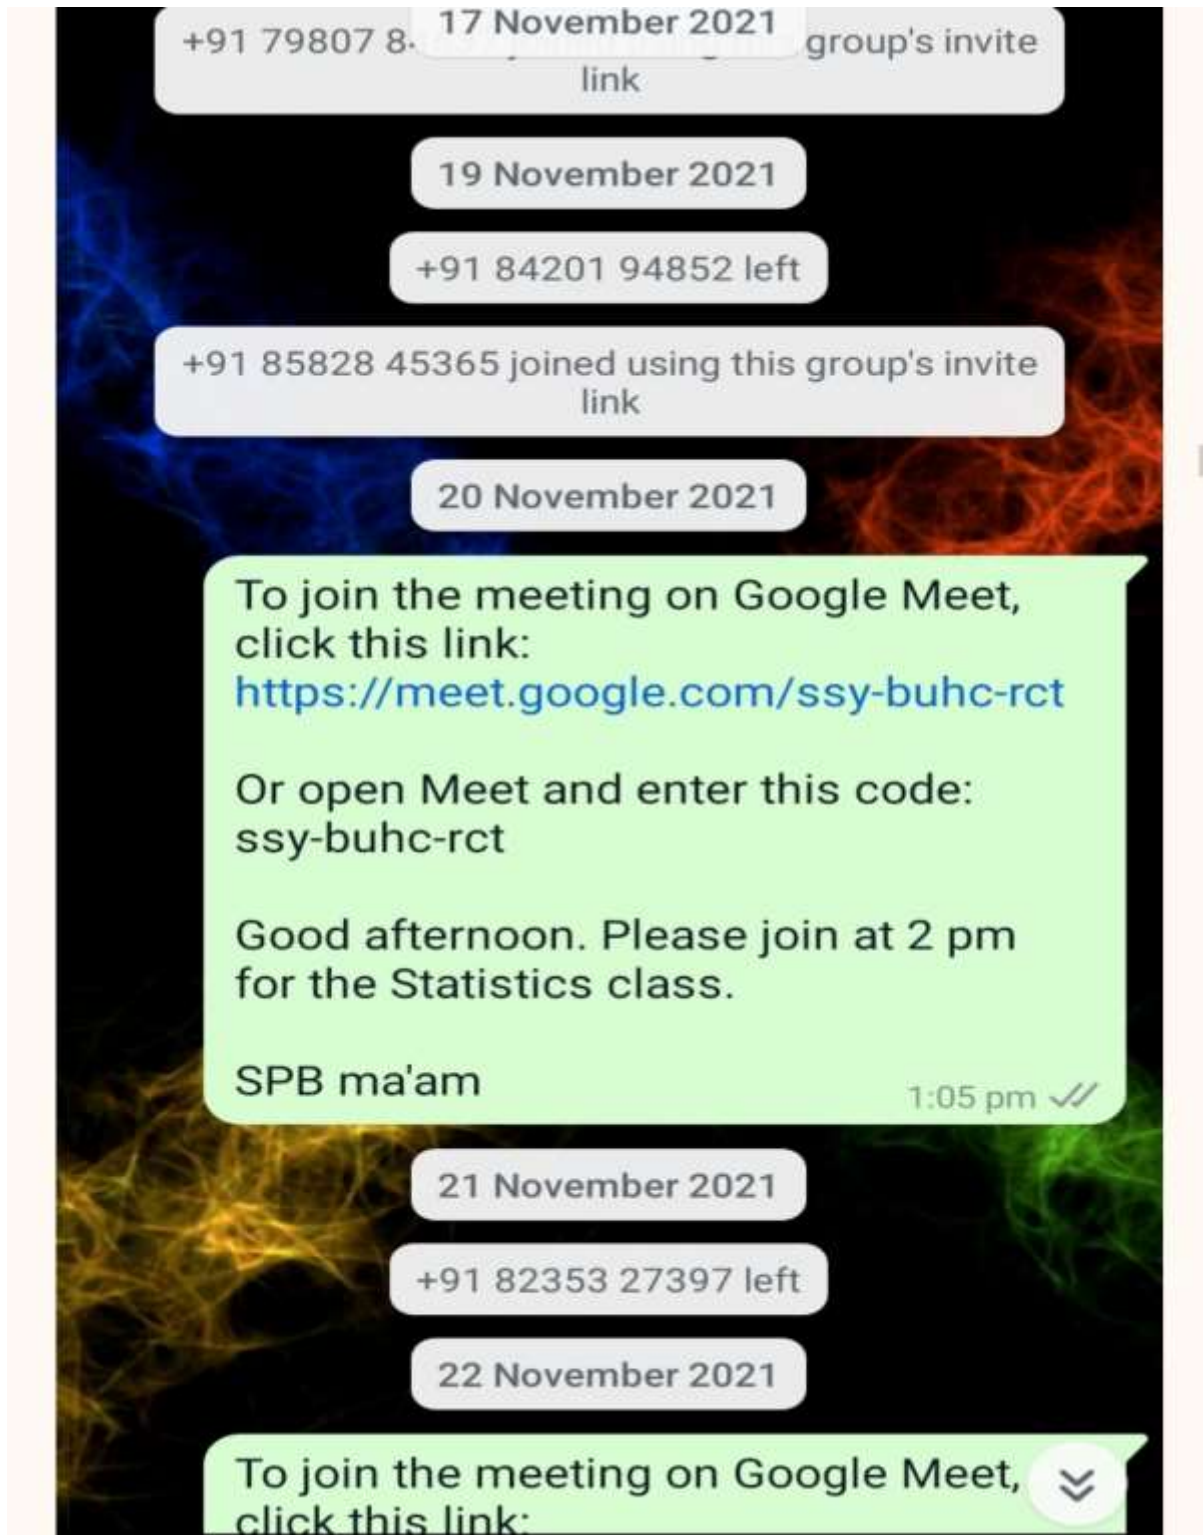 17 November 2021
+91 79807 8 group's invite
link
19 November 2021
+91 84201 94852 left
+91 85828 45365 joined using this group's invite
link
20 November 2021
To join the meeting on Google Meet,
click this link:
https://meet.google.com/ssy-buhc-rct
Or open Meet and enter this code:
ssy-buhc-rct
Good afternoon. Please join at 2 pm
for the Statistics class.
SPB ma'am
1:05 pm
21 November 2021
+91 82353 27397 left
22 November 2021
To join the meeting on Google Meet,
click this link: